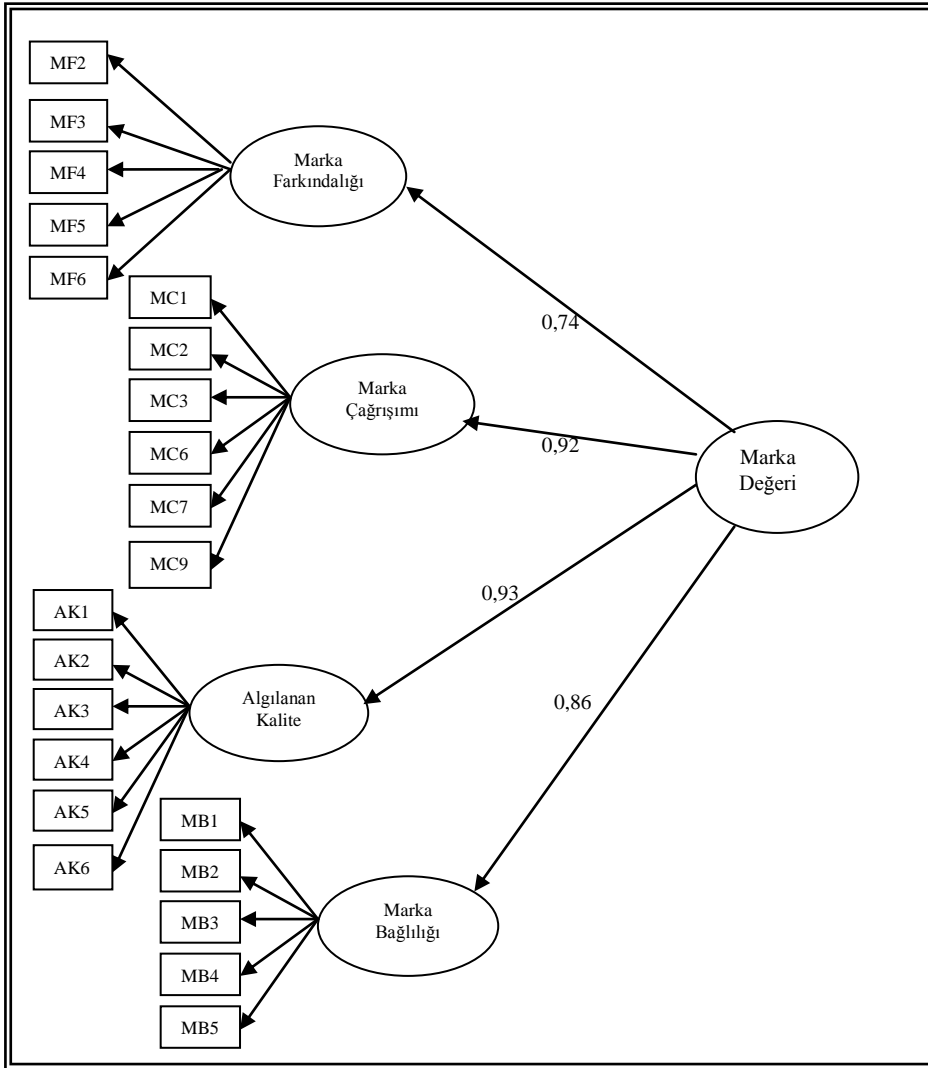 MF2
MF3
MF4
MF5
MF6
Marka
Farkındalığı
MC1
MC2
MC3
MC6
MC7
MC9
Marka
Çağrışımı
AK1
AK2
AK3
AK4
AK5
AK6
Algılanan
Kalite
MB1
MB2
MB3
MB4
MB5
Marka
Bağlılığı
0,74
0,92
0,93
0,86
Marka
Değeri